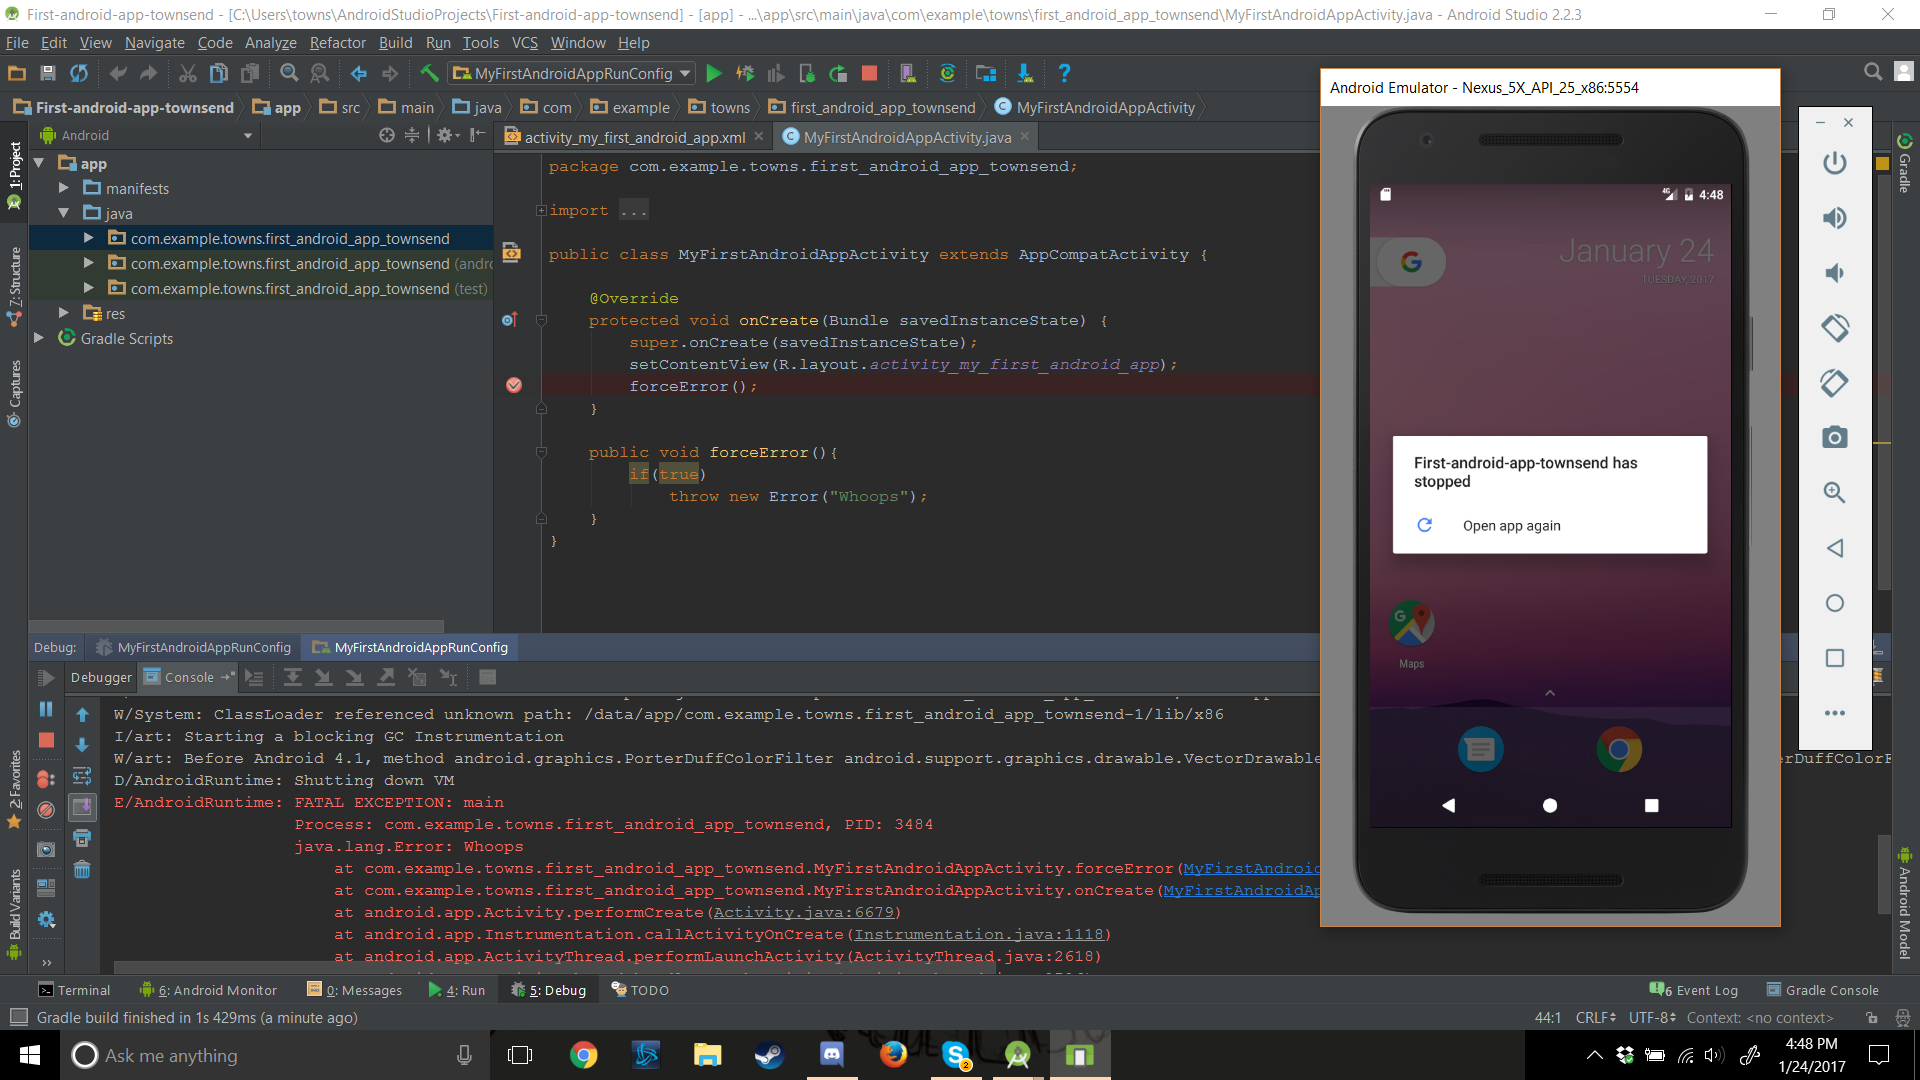 First-android-app-townsend - [C:\Users\towns\AndroidStudioProjects\First-android-app-townsend] - [app] - ...\app\src\main\java\com\example\towns\first_android_app_townsend\MyFirstAndroidAppActivity.java - Android Studio 2.2.3
File Edit View Navigate Code Analyze Refactor Build Run Tools VCS Window Help
MyFirstAndroidAppRunConfig
First-android-app-townsend app src main java com example towns first_android_app_townsend MyFirstAndroidAppActivity
Android
activity_my_first_android_app.xml
MyFirstAndroidAppActivity.java
1: Project
7: Structure
Captures
2: Favorites
Build Variants
app
manifests
java
com.example.towns.first_android_app_townsend
com.example.towns.first_android_app_townsend (andro
com.example.towns.first_android_app_townsend (test)
res
Gradle Scripts
package com.example.towns.first_android_app_townsend;
import ...
public class MyFirstAndroidAppActivity extends AppCompatActivity {
@Override
protected void onCreate(Bundle savedInstanceState) {
super.onCreate(savedInstanceState);
setContentView(R.layout.activity_my_first_android_app);
forceError();
}
public void forceError(){
if(true)
throw new Error("Whoops");
}
}
Android Emulator - Nexus_5X_API_25_x86:5554
4G 4:48
G
January 24
TUESDAY, 2017
First-android-app-townsend has
stopped
Open app again
Maps
Gradle
Android Model
Debug: MyFirstAndroidAppRunConfig MyFirstAndroidAppRunConfig
Debugger Console
W/System: ClassLoader referenced unknown path: /data/app/com.example.towns.first_android_app_townsend-1/lib/x86
I/art: Starting a blocking GC Instrumentation
W/art: Before Android 4.1, method android.graphics.PorterDuffColorFilter android.support.graphics.drawable.VectorDrawable
D/AndroidRuntime: Shutting down VM
E/AndroidRuntime: FATAL EXCEPTION: main
Process: com.example.towns.first_android_app_townsend, PID: 3484
java.lang.Error: Whoops
at com.example.towns.first_android_app_townsend.MyFirstAndroidAppActivity.forceError(MyFirstAndroid
at com.example.towns.first_android_app_townsend.MyFirstAndroidAppActivity.onCreate(MyFirstAndroidAp
at android.app.Activity.performCreate(Activity.java:6679)
at android.app.Instrumentation.callActivityOnCreate(Instrumentation.java:1118)
at android.app.ActivityThread.performLaunchActivity(ActivityThread.java:2618)
Terminal 6: Android Monitor 0: Messages 4: Run 5: Debug TODO 6 Event Log Gradle Console
Gradle build finished in 1s 429ms (a minute ago) 44:1 CRLF UTF-8 Context: <no context>
Ask me anything
2
4:48 PM
1/24/2017